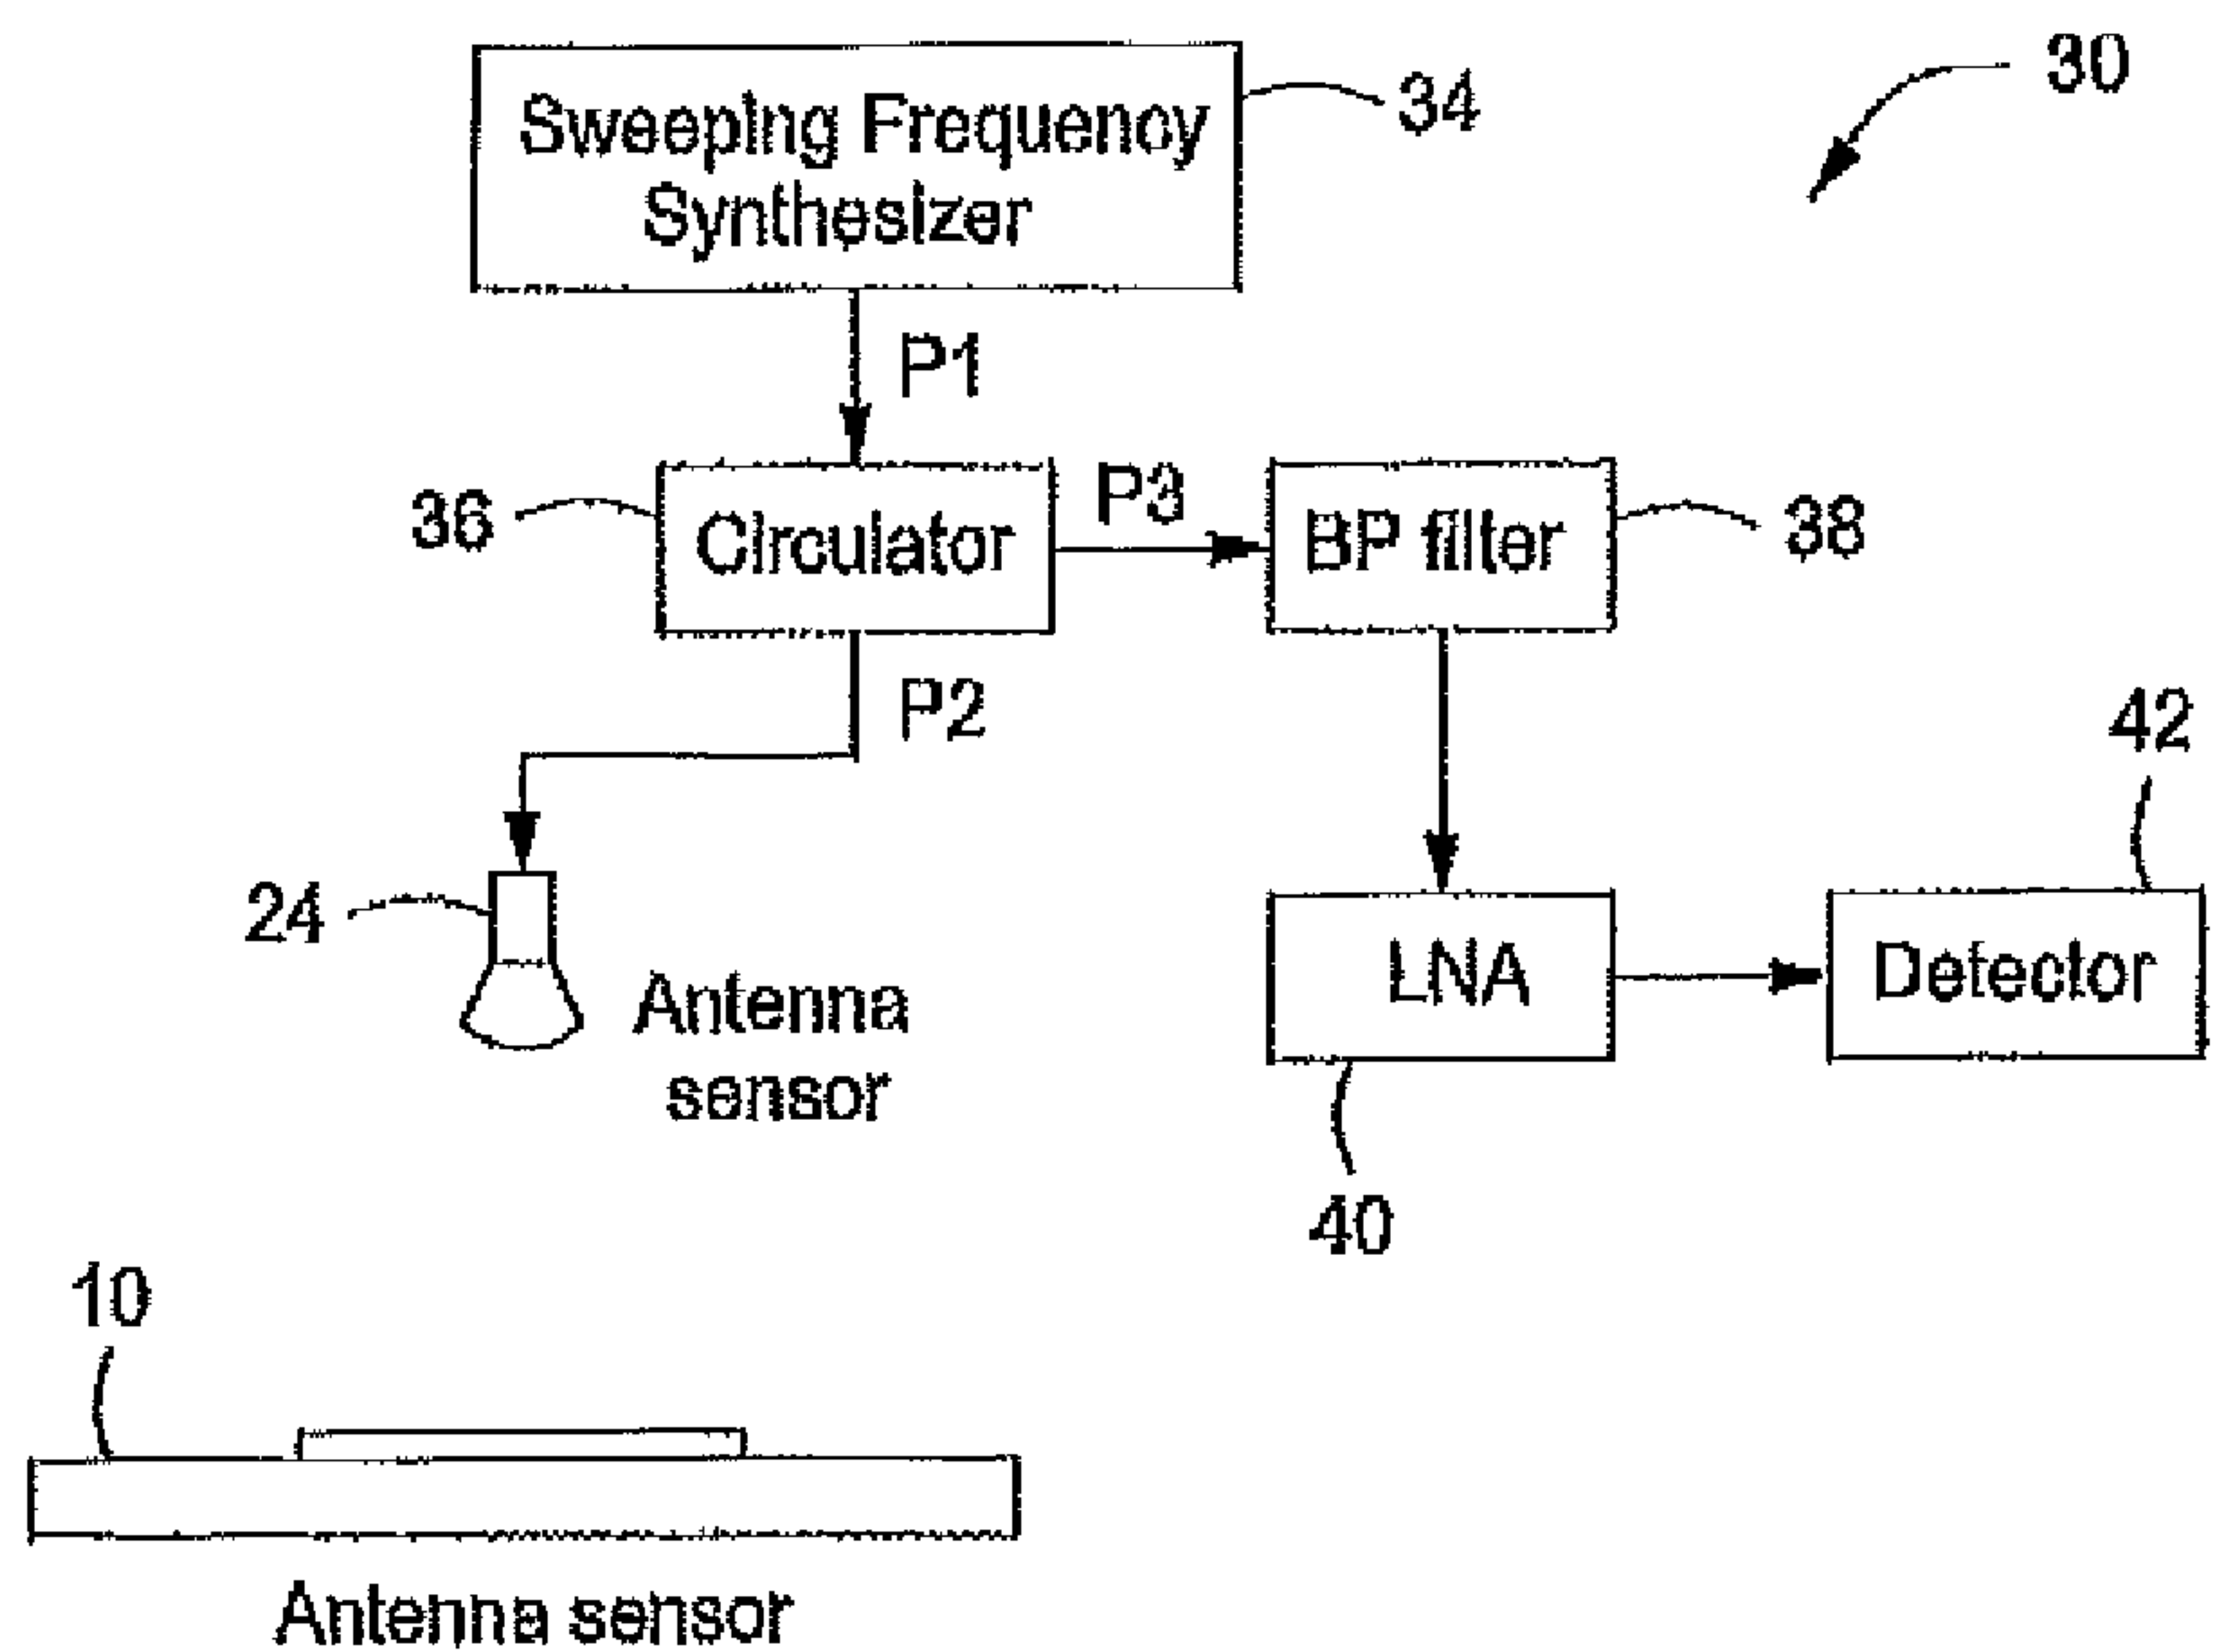 30
34
Sweeping Frequency
Synthesizer
P1
36
Circulator
P3
BP filter
38
P2
42
24
Antenna
sensor
LNA
Detector
40
10
Antenna sensor